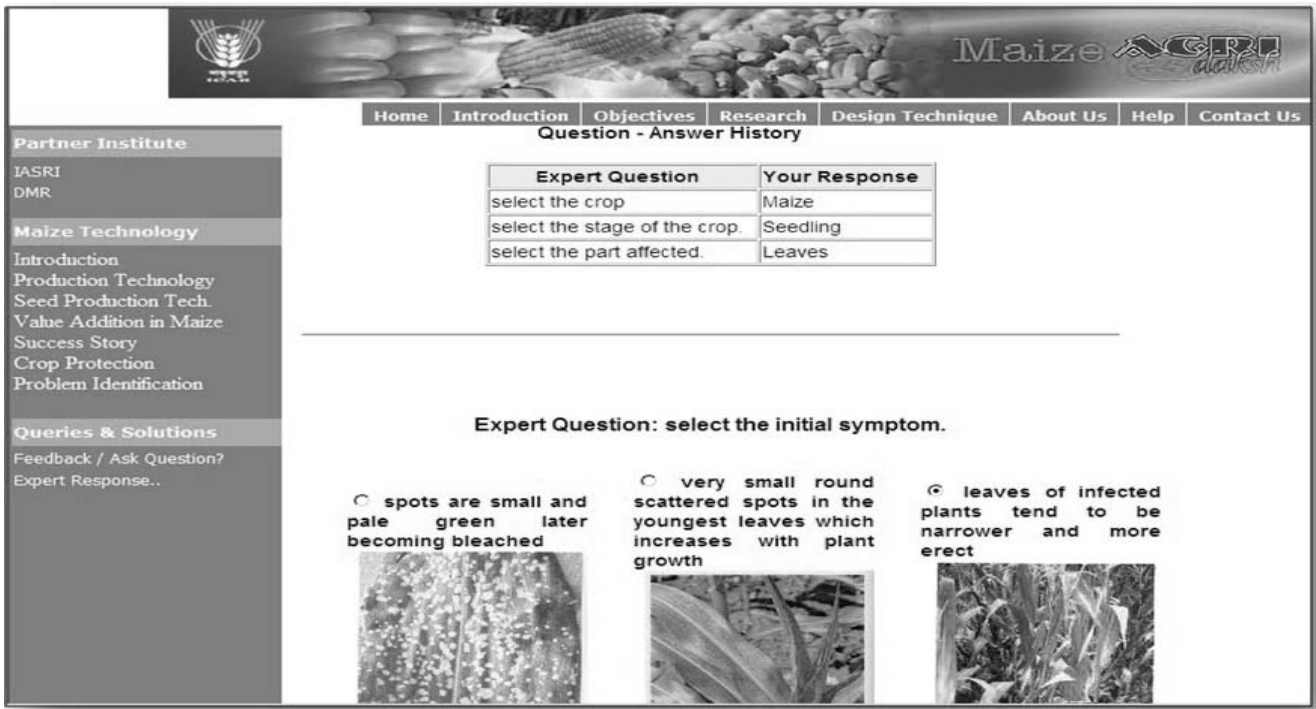 Maize AGRI
daksh
ICAR
Home Introduction Objectives Research Design Technique About Us Help Contact Us
Partner Institute
IASRI
DMR
Maize Technology
Introduction
Production Technology
Seed Production Tech.
Value Addition in Maize
Success Story
Crop Protection
Problem Identification
Queries & Solutions
Feedback / Ask Question?
Expert Response..
Question - Answer History
Expert Question Your Response
select the crop Maize
select the stage of the crop. Seedling
select the part affected. Leaves
Expert Question: select the initial symptom.
spots are small and
pale green later
becoming bleached
very small round
scattered spots in the
youngest leaves which
increases with plant
growth
leaves of infected
plants tend to be
narrower and more
erect